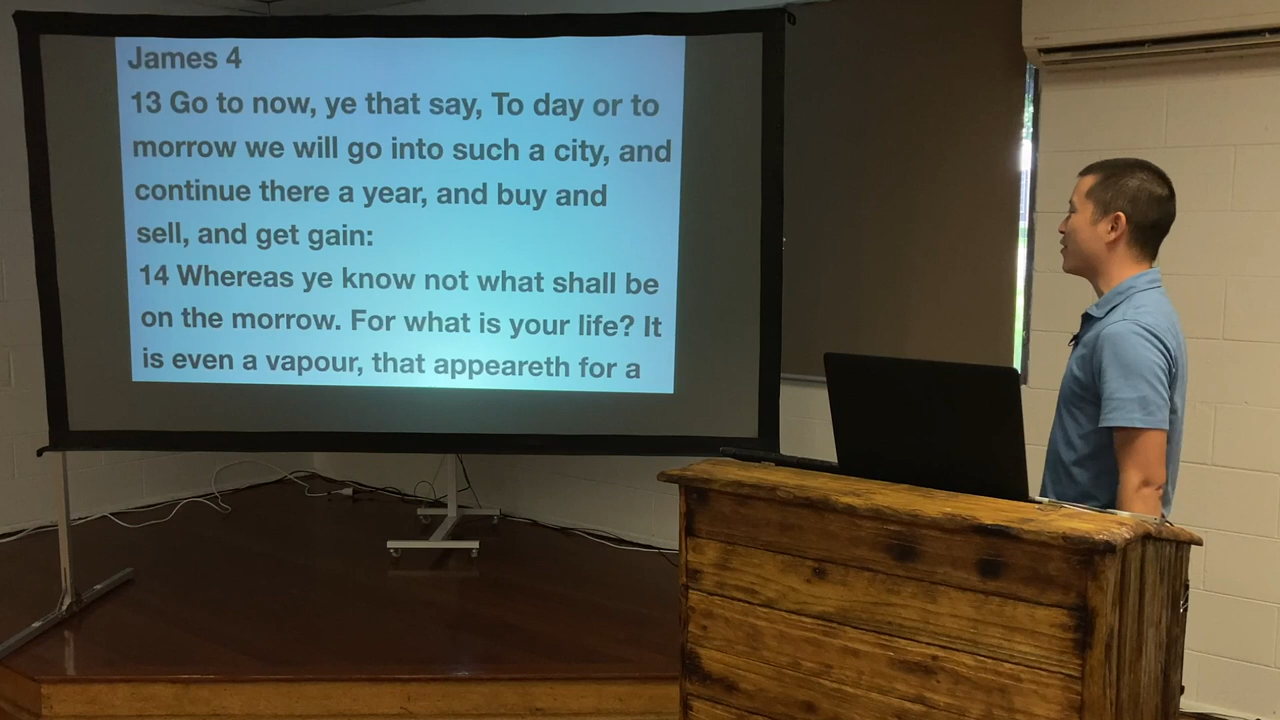 James 4
13 Go to now, ye that say, To day or to
morrow we will go into such a city, and
continue there a year, and buy and
sell, and get gain:
14 Whereas ye know not what shall be
on the morrow. For what is your life? It
is even a vapour, that appeareth for a